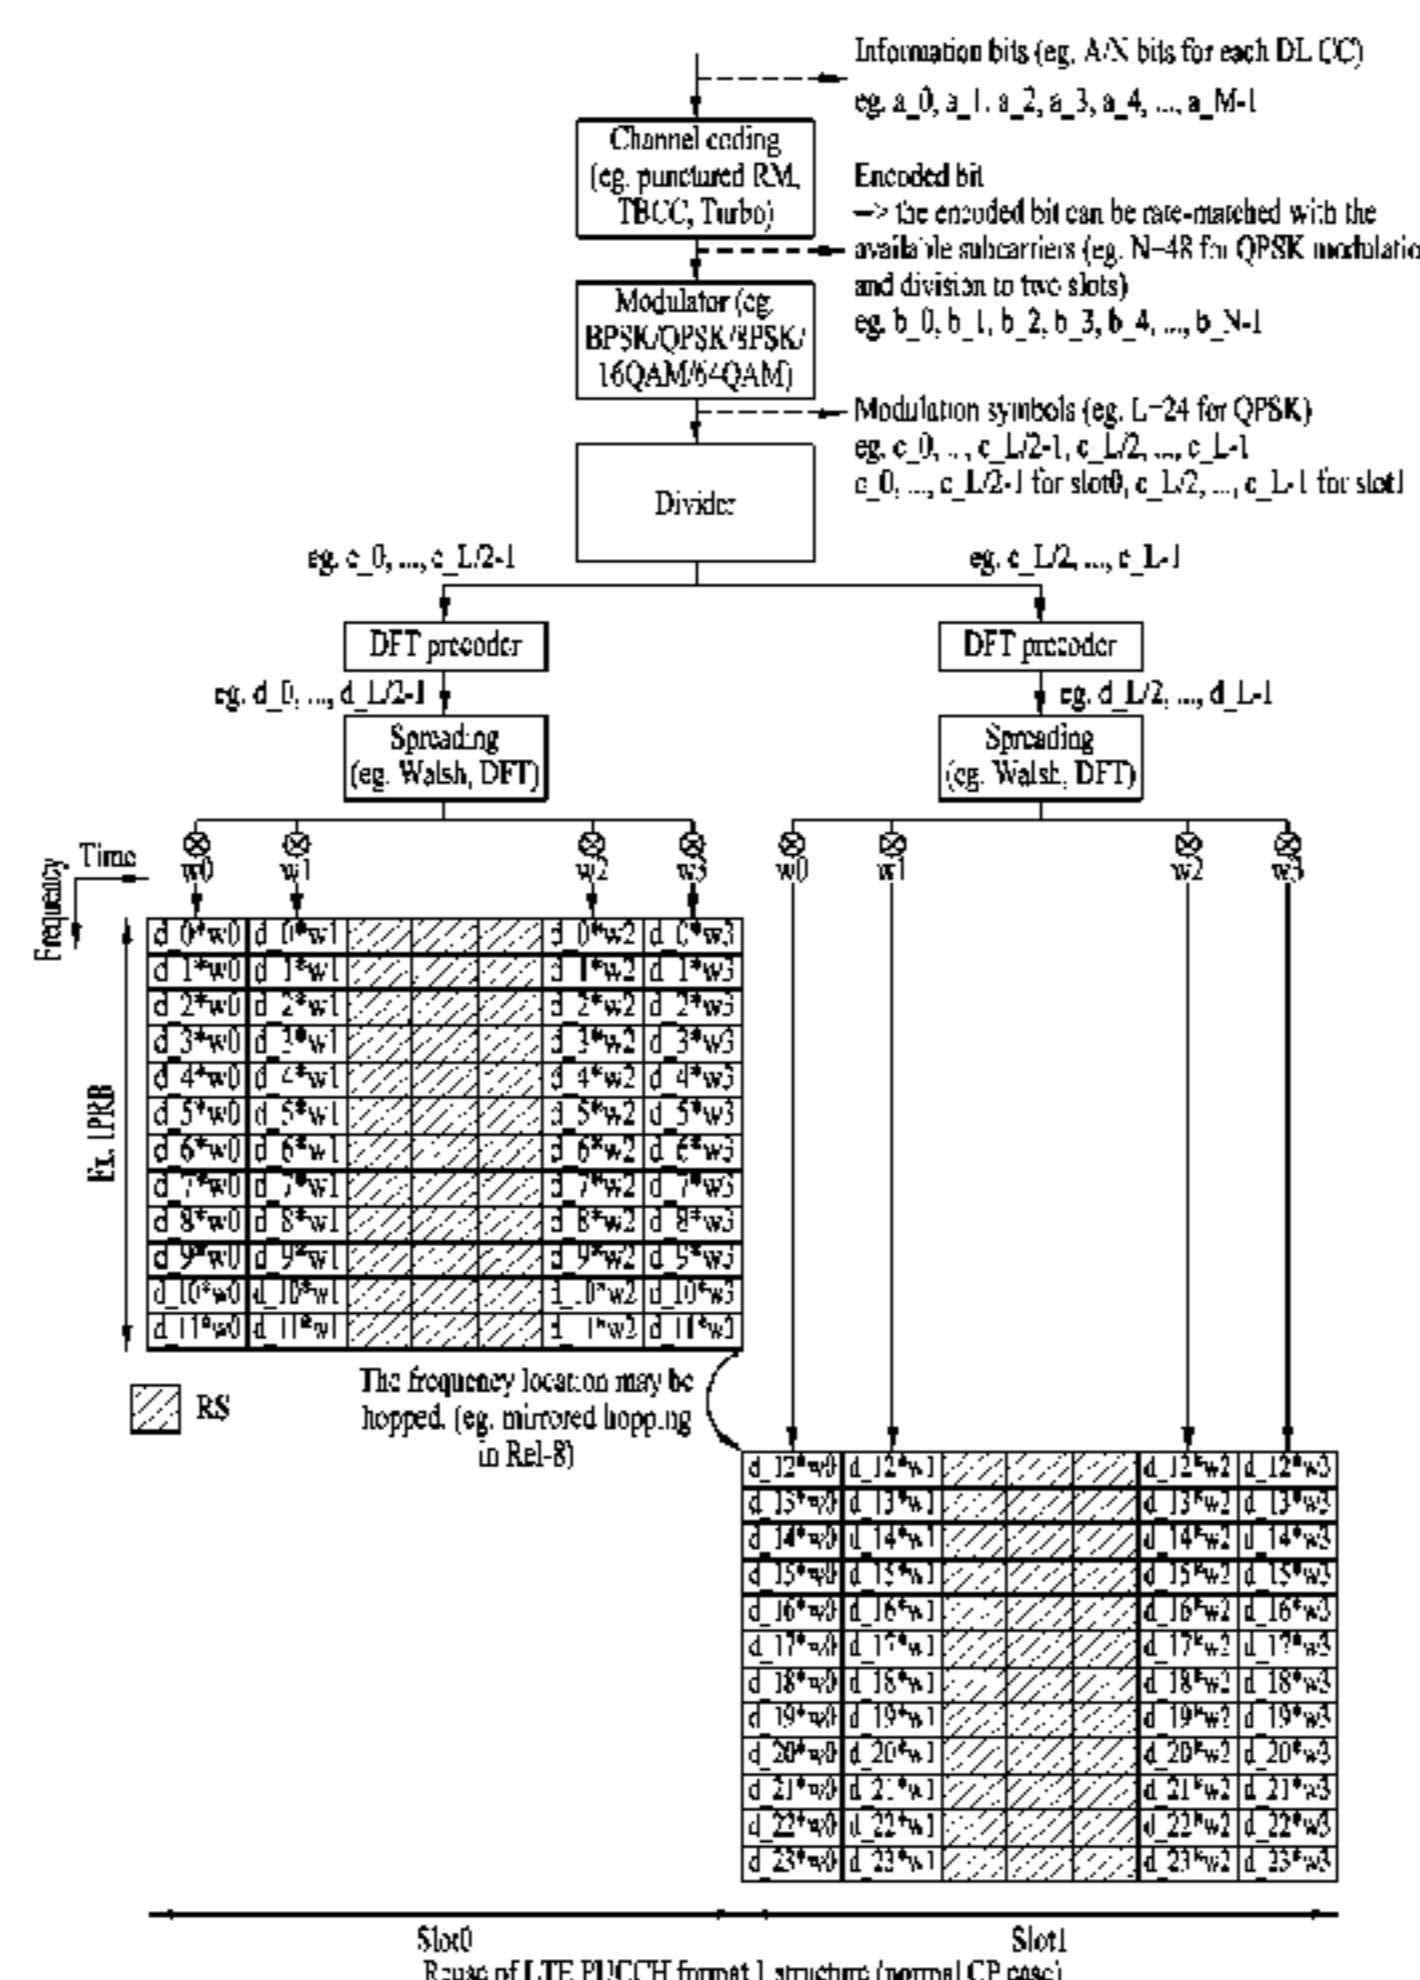 Information bits (eg. A/N bits for each DL CC)
eg. a_0, a_1, a_2, a_3, a_4, ..., a_M-1
Channel coding
(eg. punctured RM,
TBCC, Turbo)
Encoded bit
--> the encoded bit can be rate-matched with the
available subcarriers (eg. N=48 for QPSK modulatio
and division to two slots)
eg. b_0, b_1, b_2, b_3, b_4, ..., b_N-1
Modulator (eg.
BPSK/QPSK/8PSK/
16QAM/64QAM)
Modulation symbols (eg. L=24 for QPSK)
eg. c_0, .., c_L/2-1, c_L/2, ..., c_L-1
c_0, ..., c_L/2-1 for slot0, c_L/2, ..., c_L-1 for slot1
Divider
eg. c_0, ..., c_L/2-1 eg. c_L/2, ..., c_L-1
DFT precoder DFT precoder
eg. d_0, ..., d_L/2-1 eg. d_L/2, ..., d_L-1
Spreading Spreading
(eg. Walsh, DFT) (eg. Walsh, DFT)
Time
Frequency
w0 w1 w2 w3 w0 w1 w2 w3
d_0*w0 d_0*w1 d_0*w2 d_0*w3
d_1*w0 d_1*w1 d_1*w2 d_1*w3
d_2*w0 d_2*w1 d_2*w2 d_2*w3
d_3*w0 d_3*w1 d_3*w2 d_3*w3
d_4*w0 d_4*w1 d_4*w2 d_4*w3
d_5*w0 d_5*w1 d_5*w2 d_5*w3
d_6*w0 d_6*w1 d_6*w2 d_6*w3
d_7*w0 d_7*w1 d_7*w2 d_7*w3
d_8*w0 d_8*w1 d_8*w2 d_8*w3
d_9*w0 d_9*w1 d_9*w2 d_9*w3
d_10*w0 d_10*w1 d_10*w2 d_10*w3
d_11*w0 d_11*w1 d_11*w2 d_11*w3
Ex. 1PRB
RS
The frequency location may be
hopped. (eg. mirrored hopping
in Rel-8)
d_12*w0 d_12*w1 d_12*w2 d_12*w3
d_13*w0 d_13*w1 d_13*w2 d_13*w3
d_14*w0 d_14*w1 d_14*w2 d_14*w3
d_15*w0 d_15*w1 d_15*w2 d_15*w3
d_16*w0 d_16*w1 d_16*w2 d_16*w3
d_17*w0 d_17*w1 d_17*w2 d_17*w3
d_18*w0 d_18*w1 d_18*w2 d_18*w3
d_19*w0 d_19*w1 d_19*w2 d_19*w3
d_20*w0 d_20*w1 d_20*w2 d_20*w3
d_21*w0 d_21*w1 d_21*w2 d_21*w3
d_22*w0 d_22*w1 d_22*w2 d_22*w3
d_23*w0 d_23*w1 d_23*w2 d_23*w3
Slot0 Slot1
Reuse of LTE PUCCH format 1 structure (normal CP case)